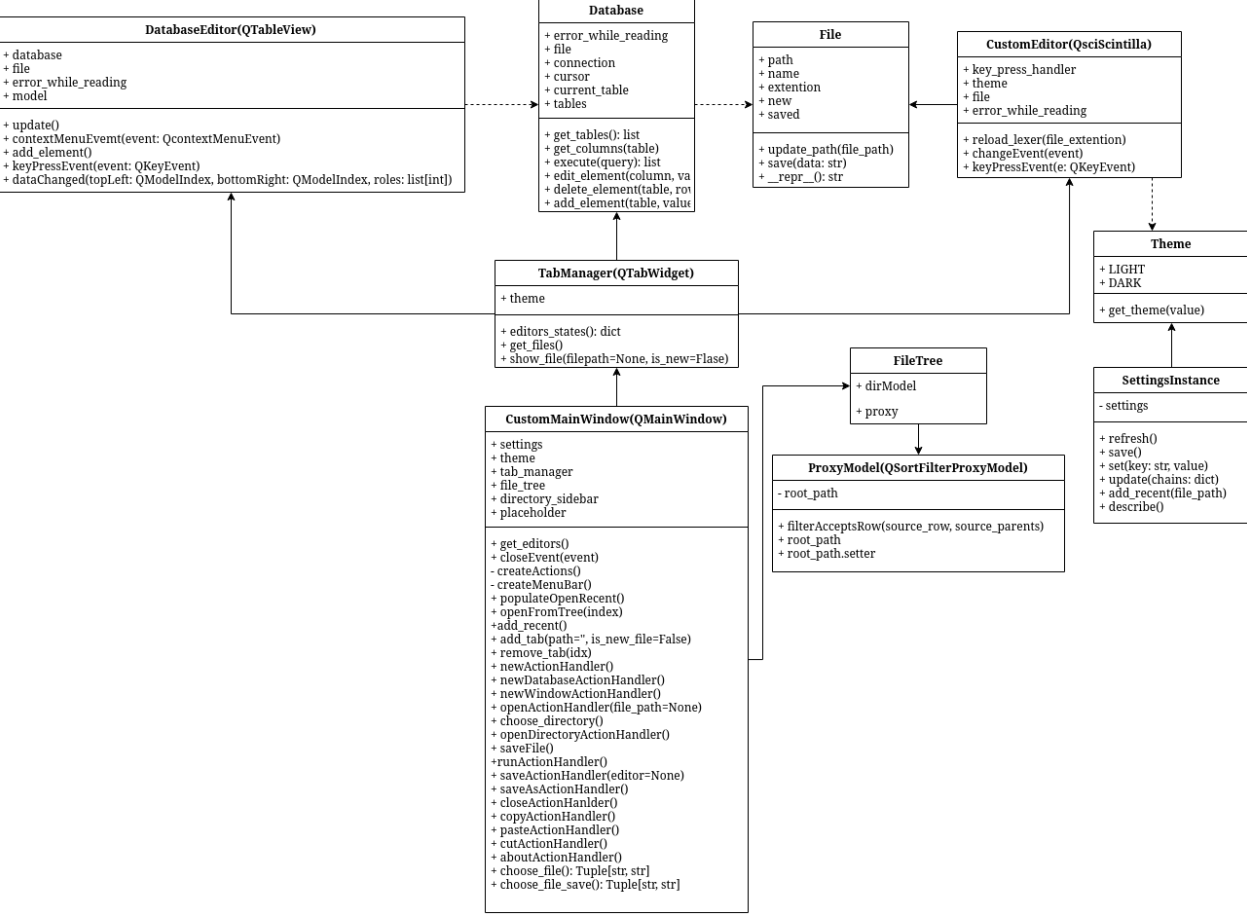 DatabaseEditor(QTableView)
+ database
+ file
+ error_while_reading
+ model
+ update()
+ contextMenuEvemt(event: QcontextMenuEvent)
+ add_element()
+ keyPressEvent(event: QKeyEvent)
+ dataChanged(topLeft: QModelIndex, bottomRight: QModelIndex, roles: list[int])
Database
+ error_while_reading
+ file
+ connection
+ cursor
+ current_table
+ tables
+ get_tables(): list
+ get_columns(table)
+ execute(query): list
+ edit_element(column, va
+ delete_element(table, rov
+ add_element(table, value
File
+ path
+ name
+ extention
+ new
+ saved
+ update_path(file_path)
+ save(data: str)
+ __repr__(): str
CustomEditor(QsciScintilla)
+ key_press_handler
+ theme
+ file
+ error_while_reading
+ reload_lexer(file_extention)
+ changeEvent(event)
+ keyPressEvent(e: QKeyEvent)
Theme
+ LIGHT
+ DARK
+ get_theme(value)
TabManager(QTabWidget)
+ theme
+ editors_states(): dict
+ get_files()
+ show_file(filepath=None, is_new=Flase)
FileTree
+ dirModel
+ proxy
SettingsInstance
- settings
+ refresh()
+ save()
+ set(key: str, value)
+ update(chains: dict)
+ add_recent(file_path)
+ describe()
ProxyModel(QSortFilterProxyModel)
- root_path
+ filterAcceptsRow(source_row, source_parents)
+ root_path
+ root_path.setter
CustomMainWindow(QMainWindow)
+ settings
+ theme
+ tab_manager
+ file_tree
+ directory_sidebar
+ placeholder
+ get_editors()
+ closeEvent(event)
- createActions()
- createMenuBar()
+ populateOpenRecent()
+ openFromTree(index)
+add_recent()
+ add_tab(path='', is_new_file=False)
+ remove_tab(idx)
+ newActionHandler()
+ newDatabaseActionHandler()
+ newWindowActionHandler()
+ openActionHandler(file_path=None)
+ choose_directory()
+ openDirectoryActionHandler()
+ saveFile()
+runActionHandler()
+ saveActionHandler(editor=None)
+ saveAsActionHandler()
+ closeActionHanlder()
+ copyActionHandler()
+ pasteActionHandler()
+ cutActionHandler()
+ aboutActionHandler()
+ choose_file(): Tuple[str, str]
+ choose_file_save(): Tuple[str, str]